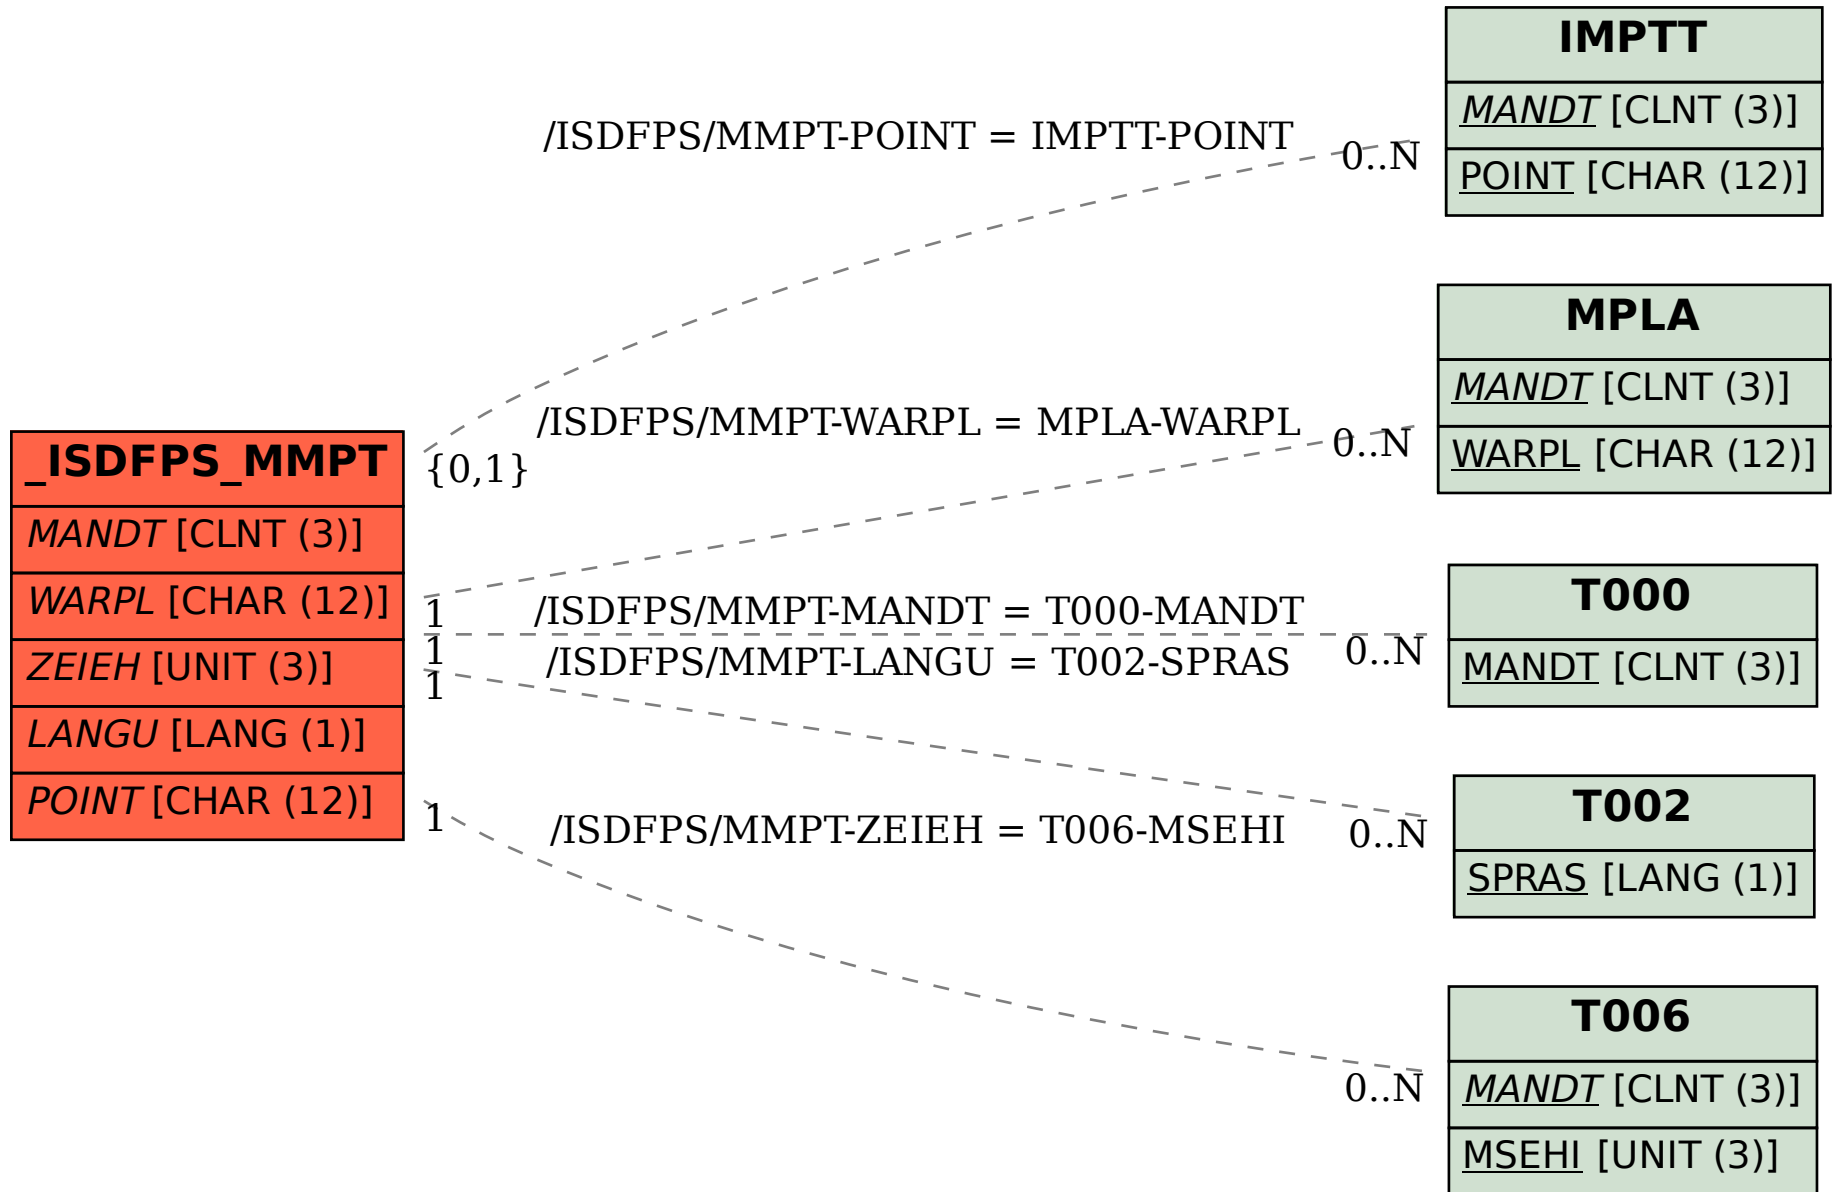 _ISDFPS_MMPT
MANDT [CLNT (3)]
WARPL [CHAR (12)]
ZEIEH [UNIT (3)]
LANGU [LANG (1)]
POINT [CHAR (12)]
/ISDFPS/MMPT-POINT = IMPTT-POINT
0..N
{0,1}
/ISDFPS/MMPT-WARPL = MPLA-WARPL
0..N
1
/ISDFPS/MMPT-MANDT = T000-MANDT
0..N
1
/ISDFPS/MMPT-LANGU = T002-SPRAS
0..N
1
/ISDFPS/MMPT-ZEIEH = T006-MSEHI
0..N
1
IMPTT
MANDT [CLNT (3)]
POINT [CHAR (12)]
MPLA
MANDT [CLNT (3)]
WARPL [CHAR (12)]
T000
MANDT [CLNT (3)]
T002
SPRAS [LANG (1)]
T006
MANDT [CLNT (3)]
MSEHI [UNIT (3)]